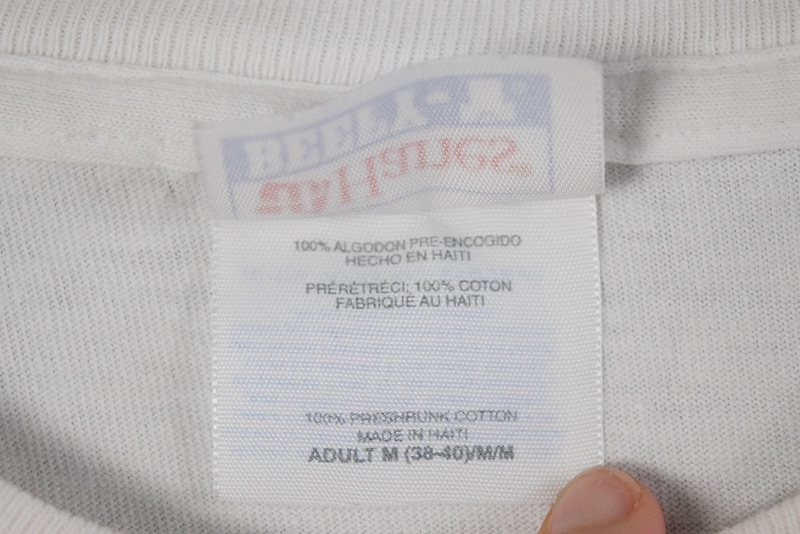 BEEFY-T
Hanes
100% ALGODON PRE-ENCOGIDO
HECHO EN HAITI
PRÉRÉTRÉCI; 100% COTON
FABRIQUÉ AU HAÏTI
100% PRESHRUNK COTTON
MADE IN HAITI
ADULT M (38-40)/M/M